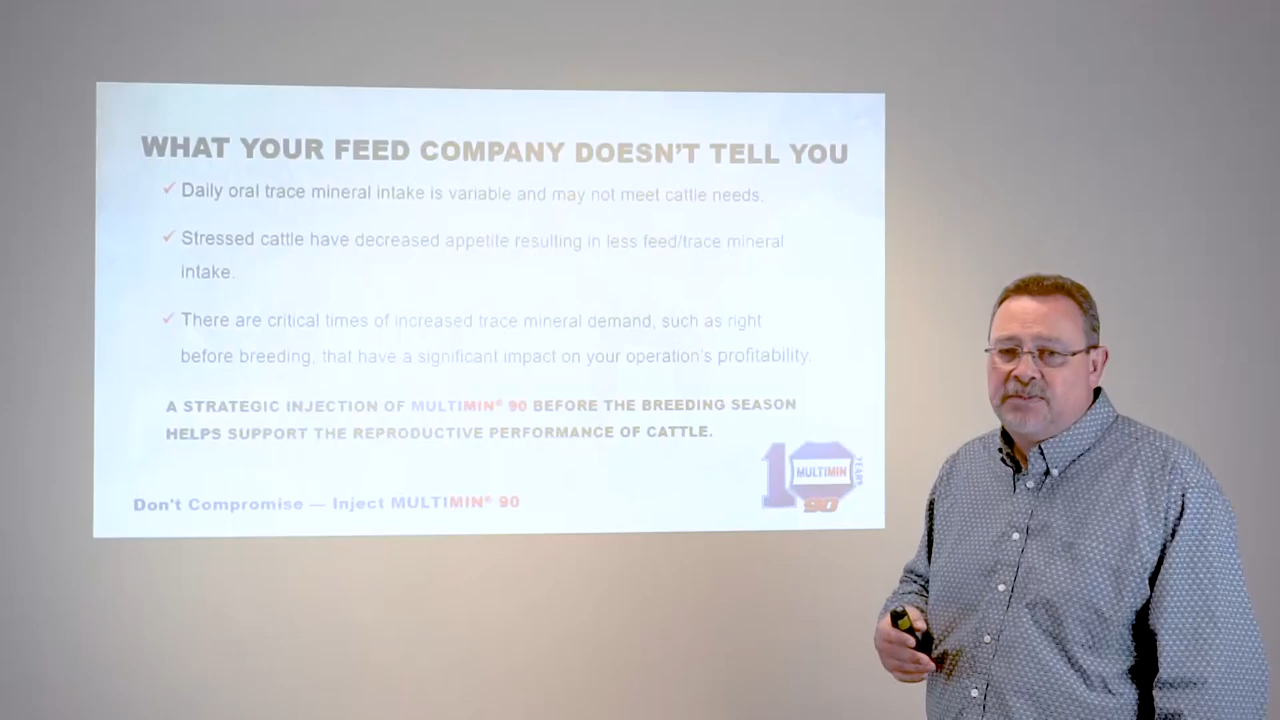 WHAT YOUR FEED COMPANY DOESN'T TELL YOU
✓ Daily oral trace mineral intake is variable and may not meet cattle needs.
✓ Stressed cattle have decreased appetite resulting in less feed/trace mineral
intake.
✓ There are critical times of increased trace mineral demand, such as right
before breeding, that have a significant impact on your operation's profitability.
A STRATEGIC INJECTION OF MULTIMIN® 90 BEFORE THE BREEDING SEASON
HELPS SUPPORT THE REPRODUCTIVE PERFORMANCE OF CATTLE.
10 YEARS
MULTIMIN
90
Don't Compromise — Inject MULTIMIN® 90